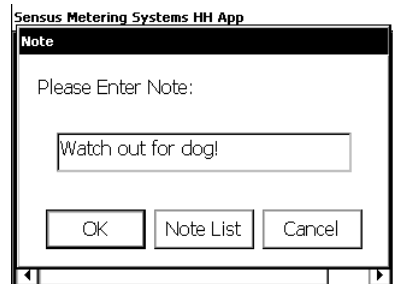 Sensus Metering Systems HH App
Note
Please Enter Note:
Watch out for dog!
OK Note List Cancel